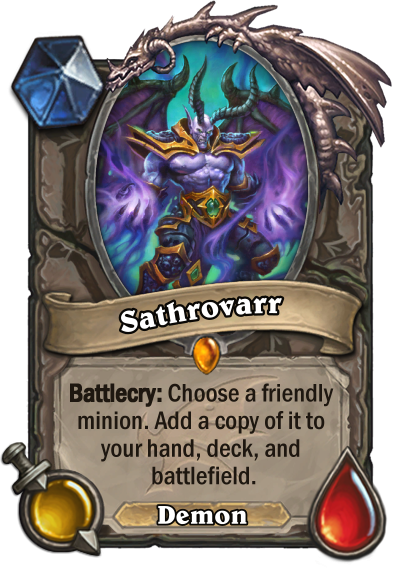 Sathrovarr
Battlecry: Choose a friendly
minion. Add a copy of it to
your hand, deck, and
battlefield.
Demon